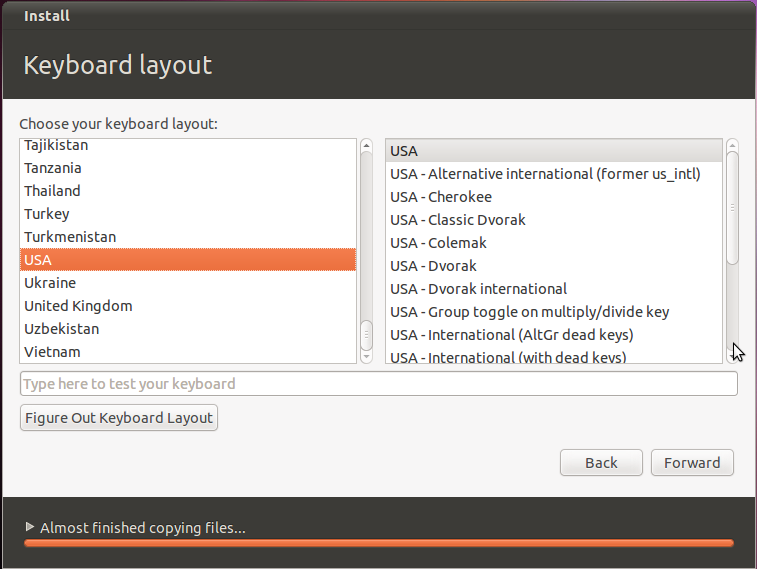 Install
Keyboard layout
Choose your keyboard layout:
Tajikistan
Tanzania
Thailand
Turkey
Turkmenistan
USA
Ukraine
United Kingdom
Uzbekistan
Vietnam
USA
USA - Alternative international (former us_intl)
USA - Cherokee
USA - Classic Dvorak
USA - Colemak
USA - Dvorak
USA - Dvorak international
USA - Group toggle on multiply/divide key
USA - International (AltGr dead keys)
USA - International (with dead keys)
Type here to test your keyboard
Figure Out Keyboard Layout
Back
Forward
Almost finished copying files...